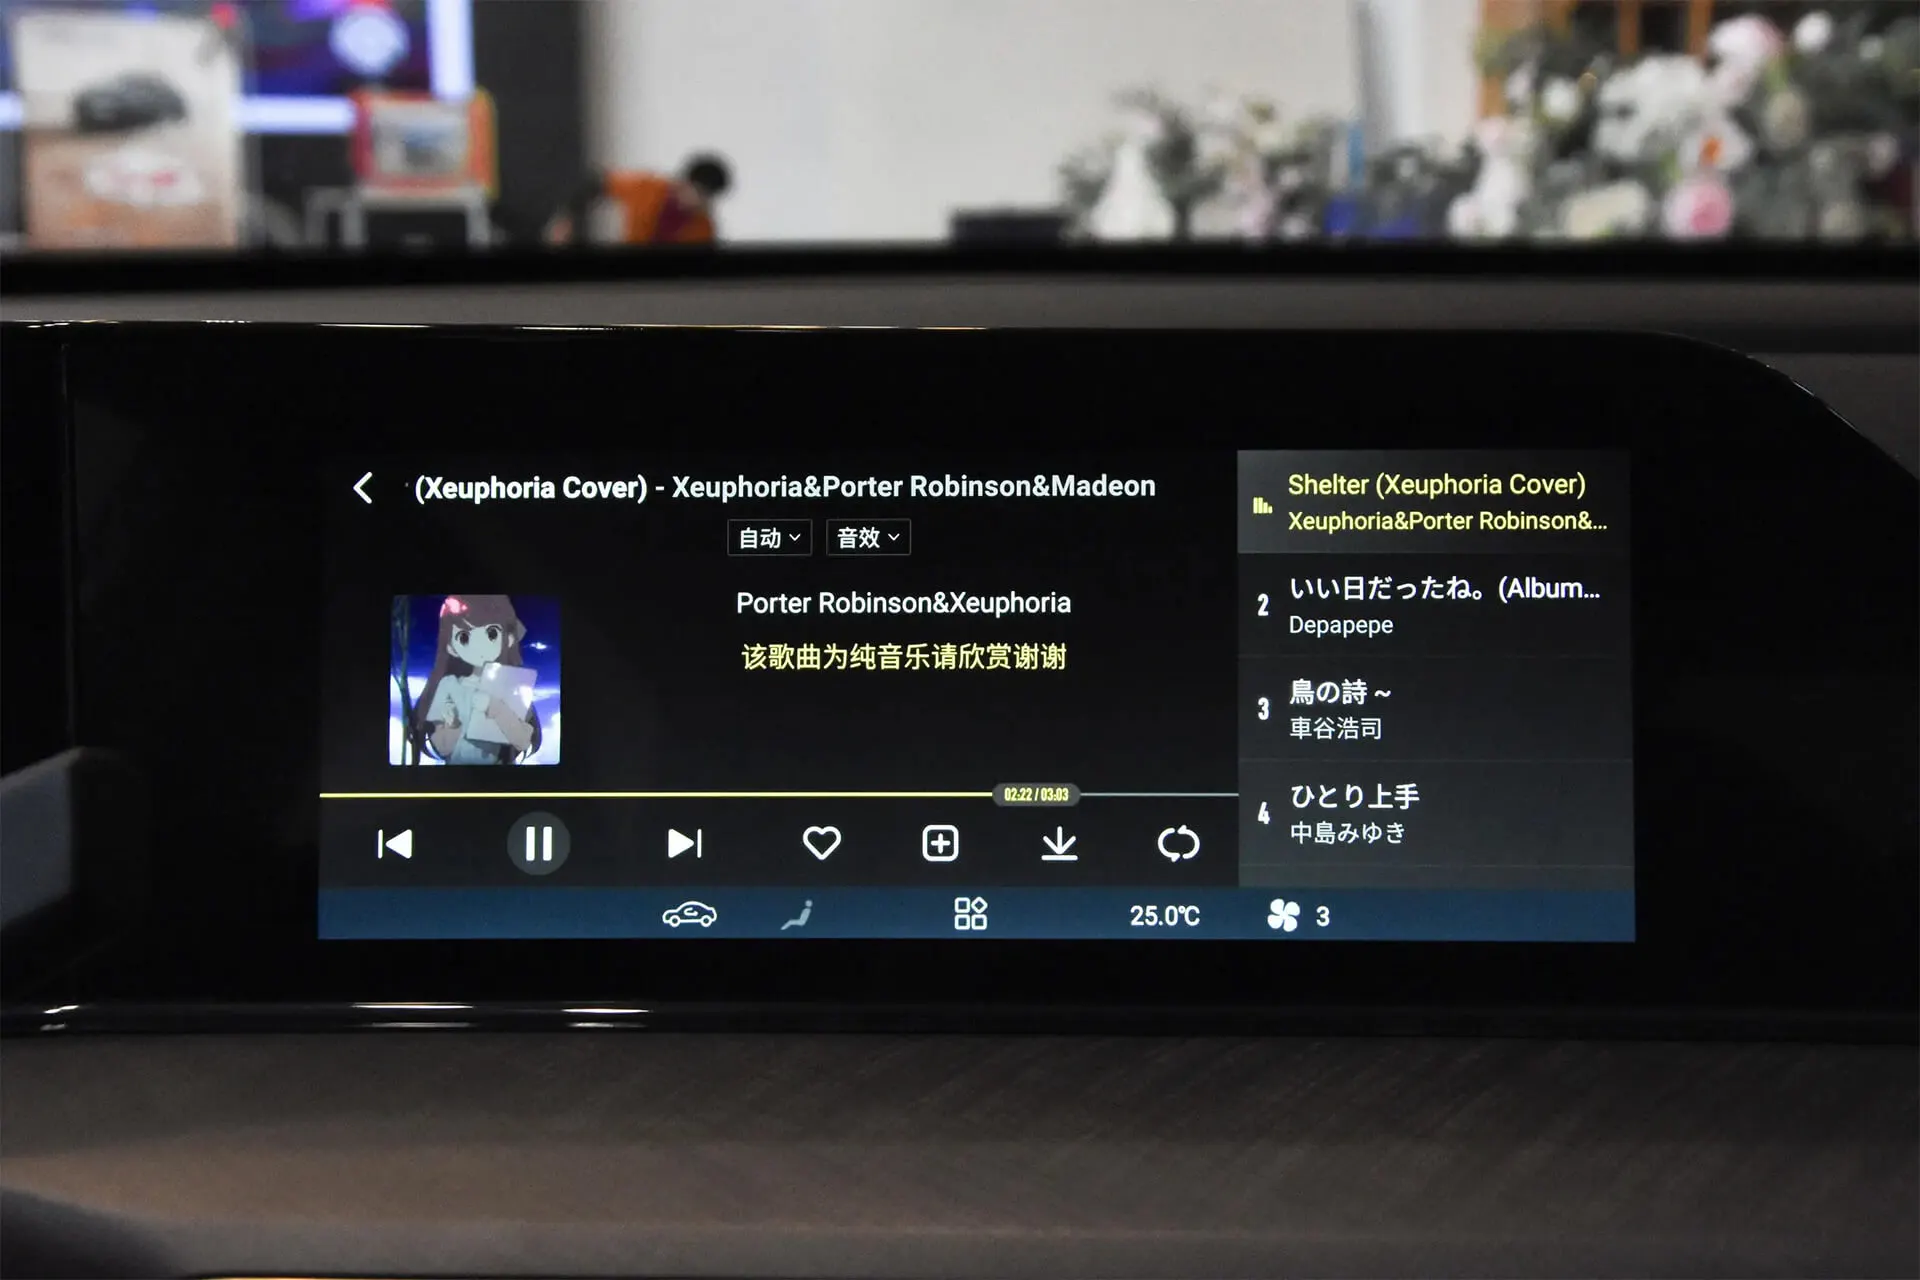 (Xeuphoria Cover) - Xeuphoria&Porter Robinson&Madeon
自动 音效
Porter Robinson&Xeuphoria
该歌曲为纯音乐请欣赏谢谢
02:22 / 03:03
Shelter (Xeuphoria Cover)
Xeuphoria&Porter Robinson&...
2 いい日だったね。(Album...
Depapepe
3 鳥の詩 ~
車谷浩司
4 ひとり上手
中島みゆき
25.0℃ 3